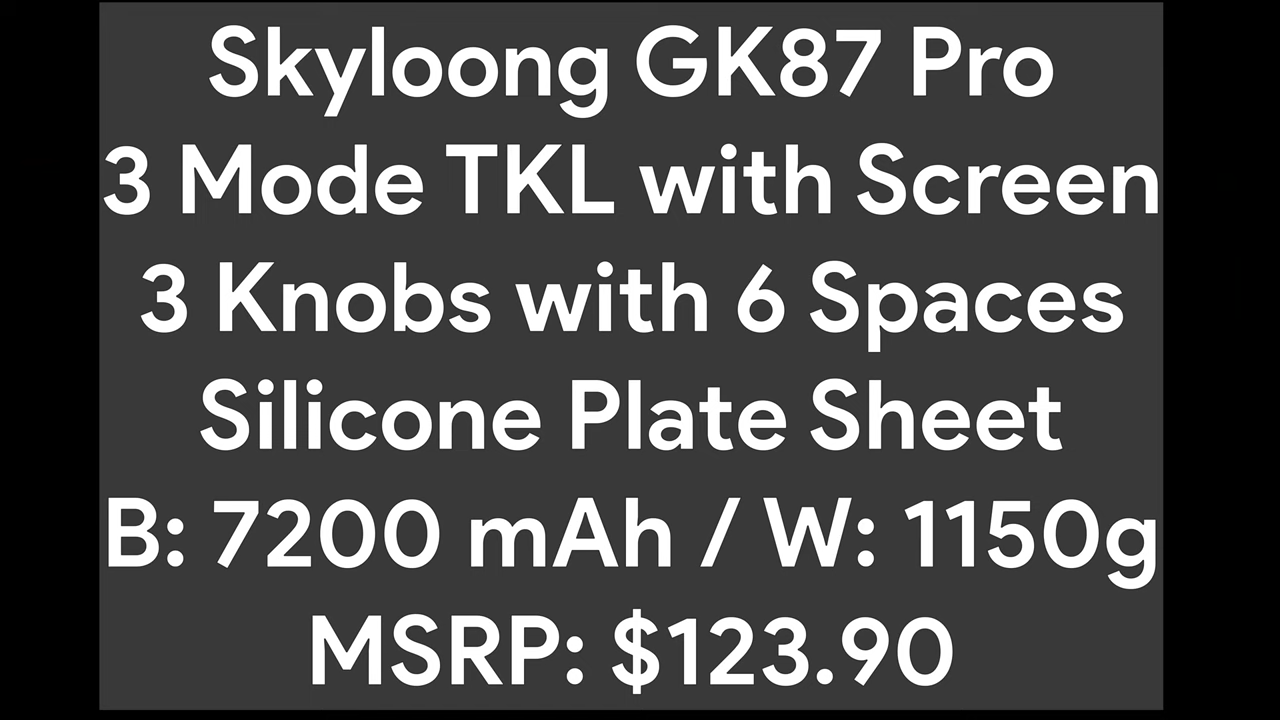 Skyloong GK87 Pro
3 Mode TKL with Screen
3 Knobs with 6 Spaces
Silicone Plate Sheet
B: 7200 mAh / W: 1150g
MSRP: $123.90